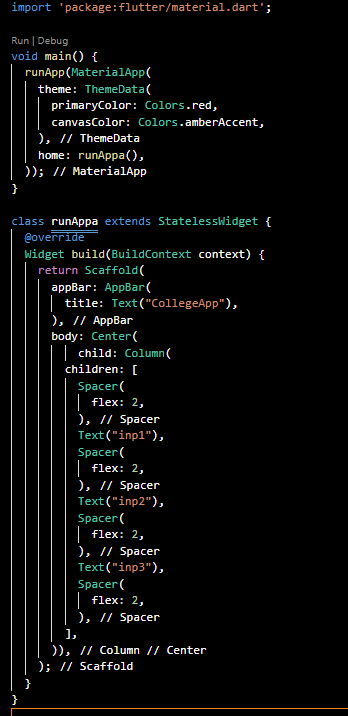 import 'package:flutter/material.dart';
Run | Debug
void main() {
  runApp(MaterialApp(
    theme: ThemeData(
      primaryColor: Colors.red,
      canvasColor: Colors.amberAccent,
    ), // ThemeData
    home: runAppa(),
  )); // MaterialApp
}
class runAppa extends StatelessWidget {
  @override
  Widget build(BuildContext context) {
    return Scaffold(
      appBar: AppBar(
        title: Text("CollegeApp"),
      ), // AppBar
      body: Center(
          child: Column(
        children: [
          Spacer(
            flex: 2,
          ), // Spacer
          Text("inp1"),
          Spacer(
            flex: 2,
          ), // Spacer
          Text("inp2"),
          Spacer(
            flex: 2,
          ), // Spacer
          Text("inp3"),
          Spacer(
            flex: 2,
          ), // Spacer
        ],
      )), // Column // Center
    ); // Scaffold
  }
}